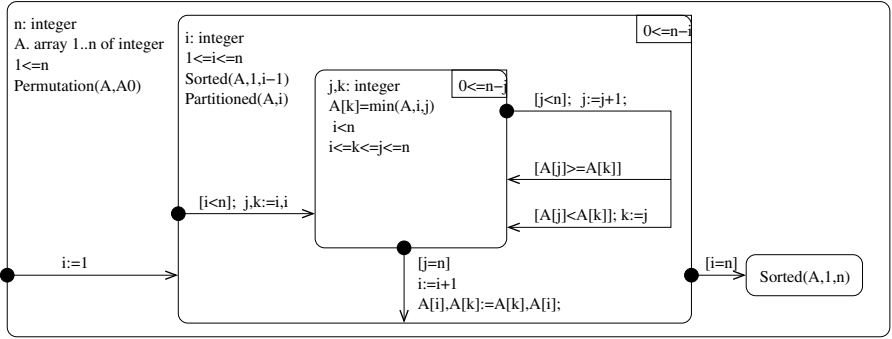 n: integer
A. array 1..n of integer
1<=n
Permutation(A,A0)
i: integer
1<=i<=n
Sorted(A,1,i−1)
Partitioned(A,i)
0<=n-i
j,k: integer
A[k]=min(A,i,j)
i<n
i<=k<=j<=n
0<=n-j
[j<n];  j:=j+1;
[A[j]>=A[k]]
[A[j]<A[k]]; k:=j
[i<n];  j,k:=i,i
i:=1
[j=n]
i:=i+1
A[i],A[k]:=A[k],A[i];
[i=n]
Sorted(A,1,n)